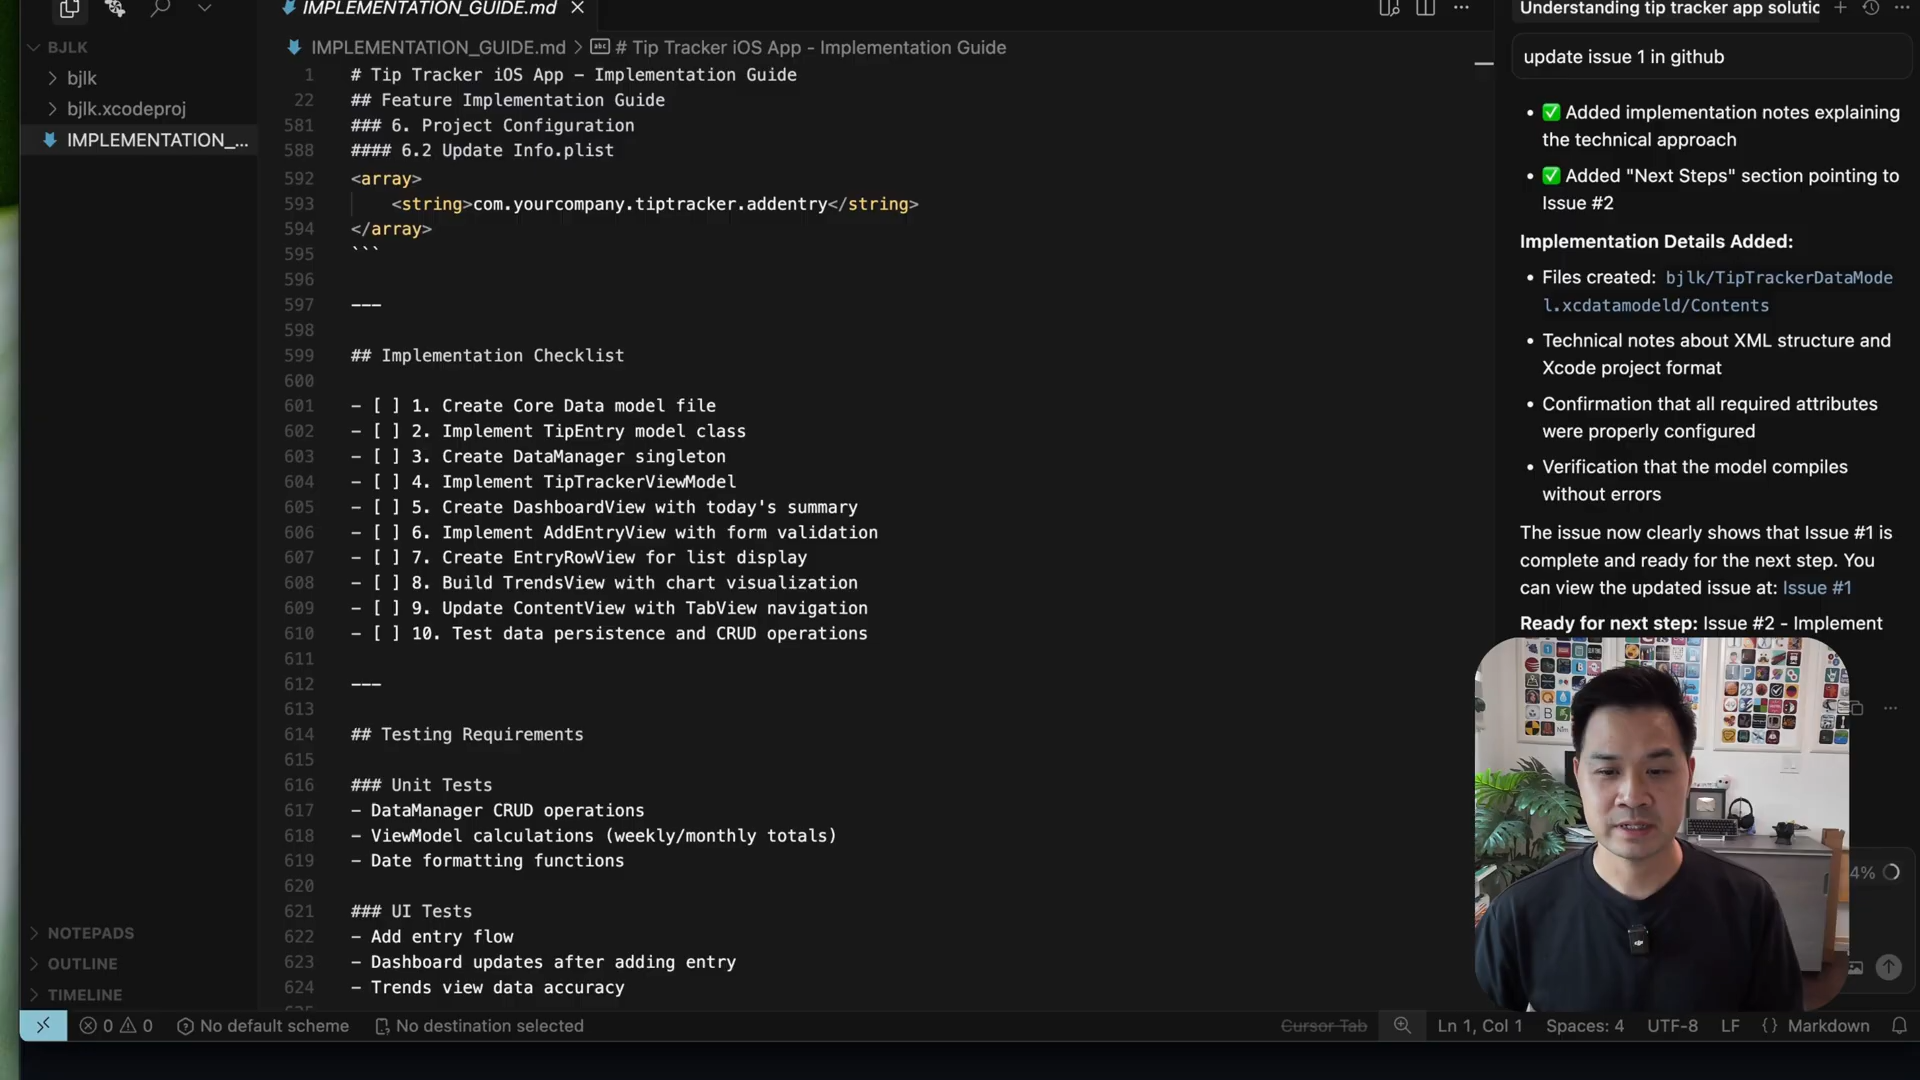 IMPLEMENTATION_GUIDE.md
Understanding tip tracker app solutic
BJLK
bjlk
bjlk.xcodeproj
IMPLEMENTATION_...
IMPLEMENTATION_GUIDE.md > # Tip Tracker iOS App - Implementation Guide
1 # Tip Tracker iOS App - Implementation Guide
22 ## Feature Implementation Guide
581 ### 6. Project Configuration
588 #### 6.2 Update Info.plist
592 <array>
593 <string>com.yourcompany.tiptracker.addentry</string>
594 </array>
595 ```
596
597 ---
598
599 ## Implementation Checklist
600
601 - [ ] 1. Create Core Data model file
602 - [ ] 2. Implement TipEntry model class
603 - [ ] 3. Create DataManager singleton
604 - [ ] 4. Implement TipTrackerViewModel
605 - [ ] 5. Create DashboardView with today's summary
606 - [ ] 6. Implement AddEntryView with form validation
607 - [ ] 7. Create EntryRowView for list display
608 - [ ] 8. Build TrendsView with chart visualization
609 - [ ] 9. Update ContentView with TabView navigation
610 - [ ] 10. Test data persistence and CRUD operations
611
612 ---
613
614 ## Testing Requirements
615
616 ### Unit Tests
617 - DataManager CRUD operations
618 - ViewModel calculations (weekly/monthly totals)
619 - Date formatting functions
620
621 ### UI Tests
622 - Add entry flow
623 - Dashboard updates after adding entry
624 - Trends view data accuracy
update issue 1 in github
• ✅ Added implementation notes explaining
the technical approach
• ✅ Added "Next Steps" section pointing to
Issue #2
Implementation Details Added:
• Files created: bjlk/TipTrackerDataMode
l.xcdatamodeld/Contents
• Technical notes about XML structure and
Xcode project format
• Confirmation that all required attributes
were properly configured
• Verification that the model compiles
without errors
The issue now clearly shows that Issue #1 is
complete and ready for the next step. You
can view the updated issue at: Issue #1
Ready for next step: Issue #2 - Implement
4%
NOTEPADS
OUTLINE
TIMELINE
0 0 No default scheme No destination selected
Cursor Tab Ln 1, Col 1 Spaces: 4 UTF-8 LF {} Markdown